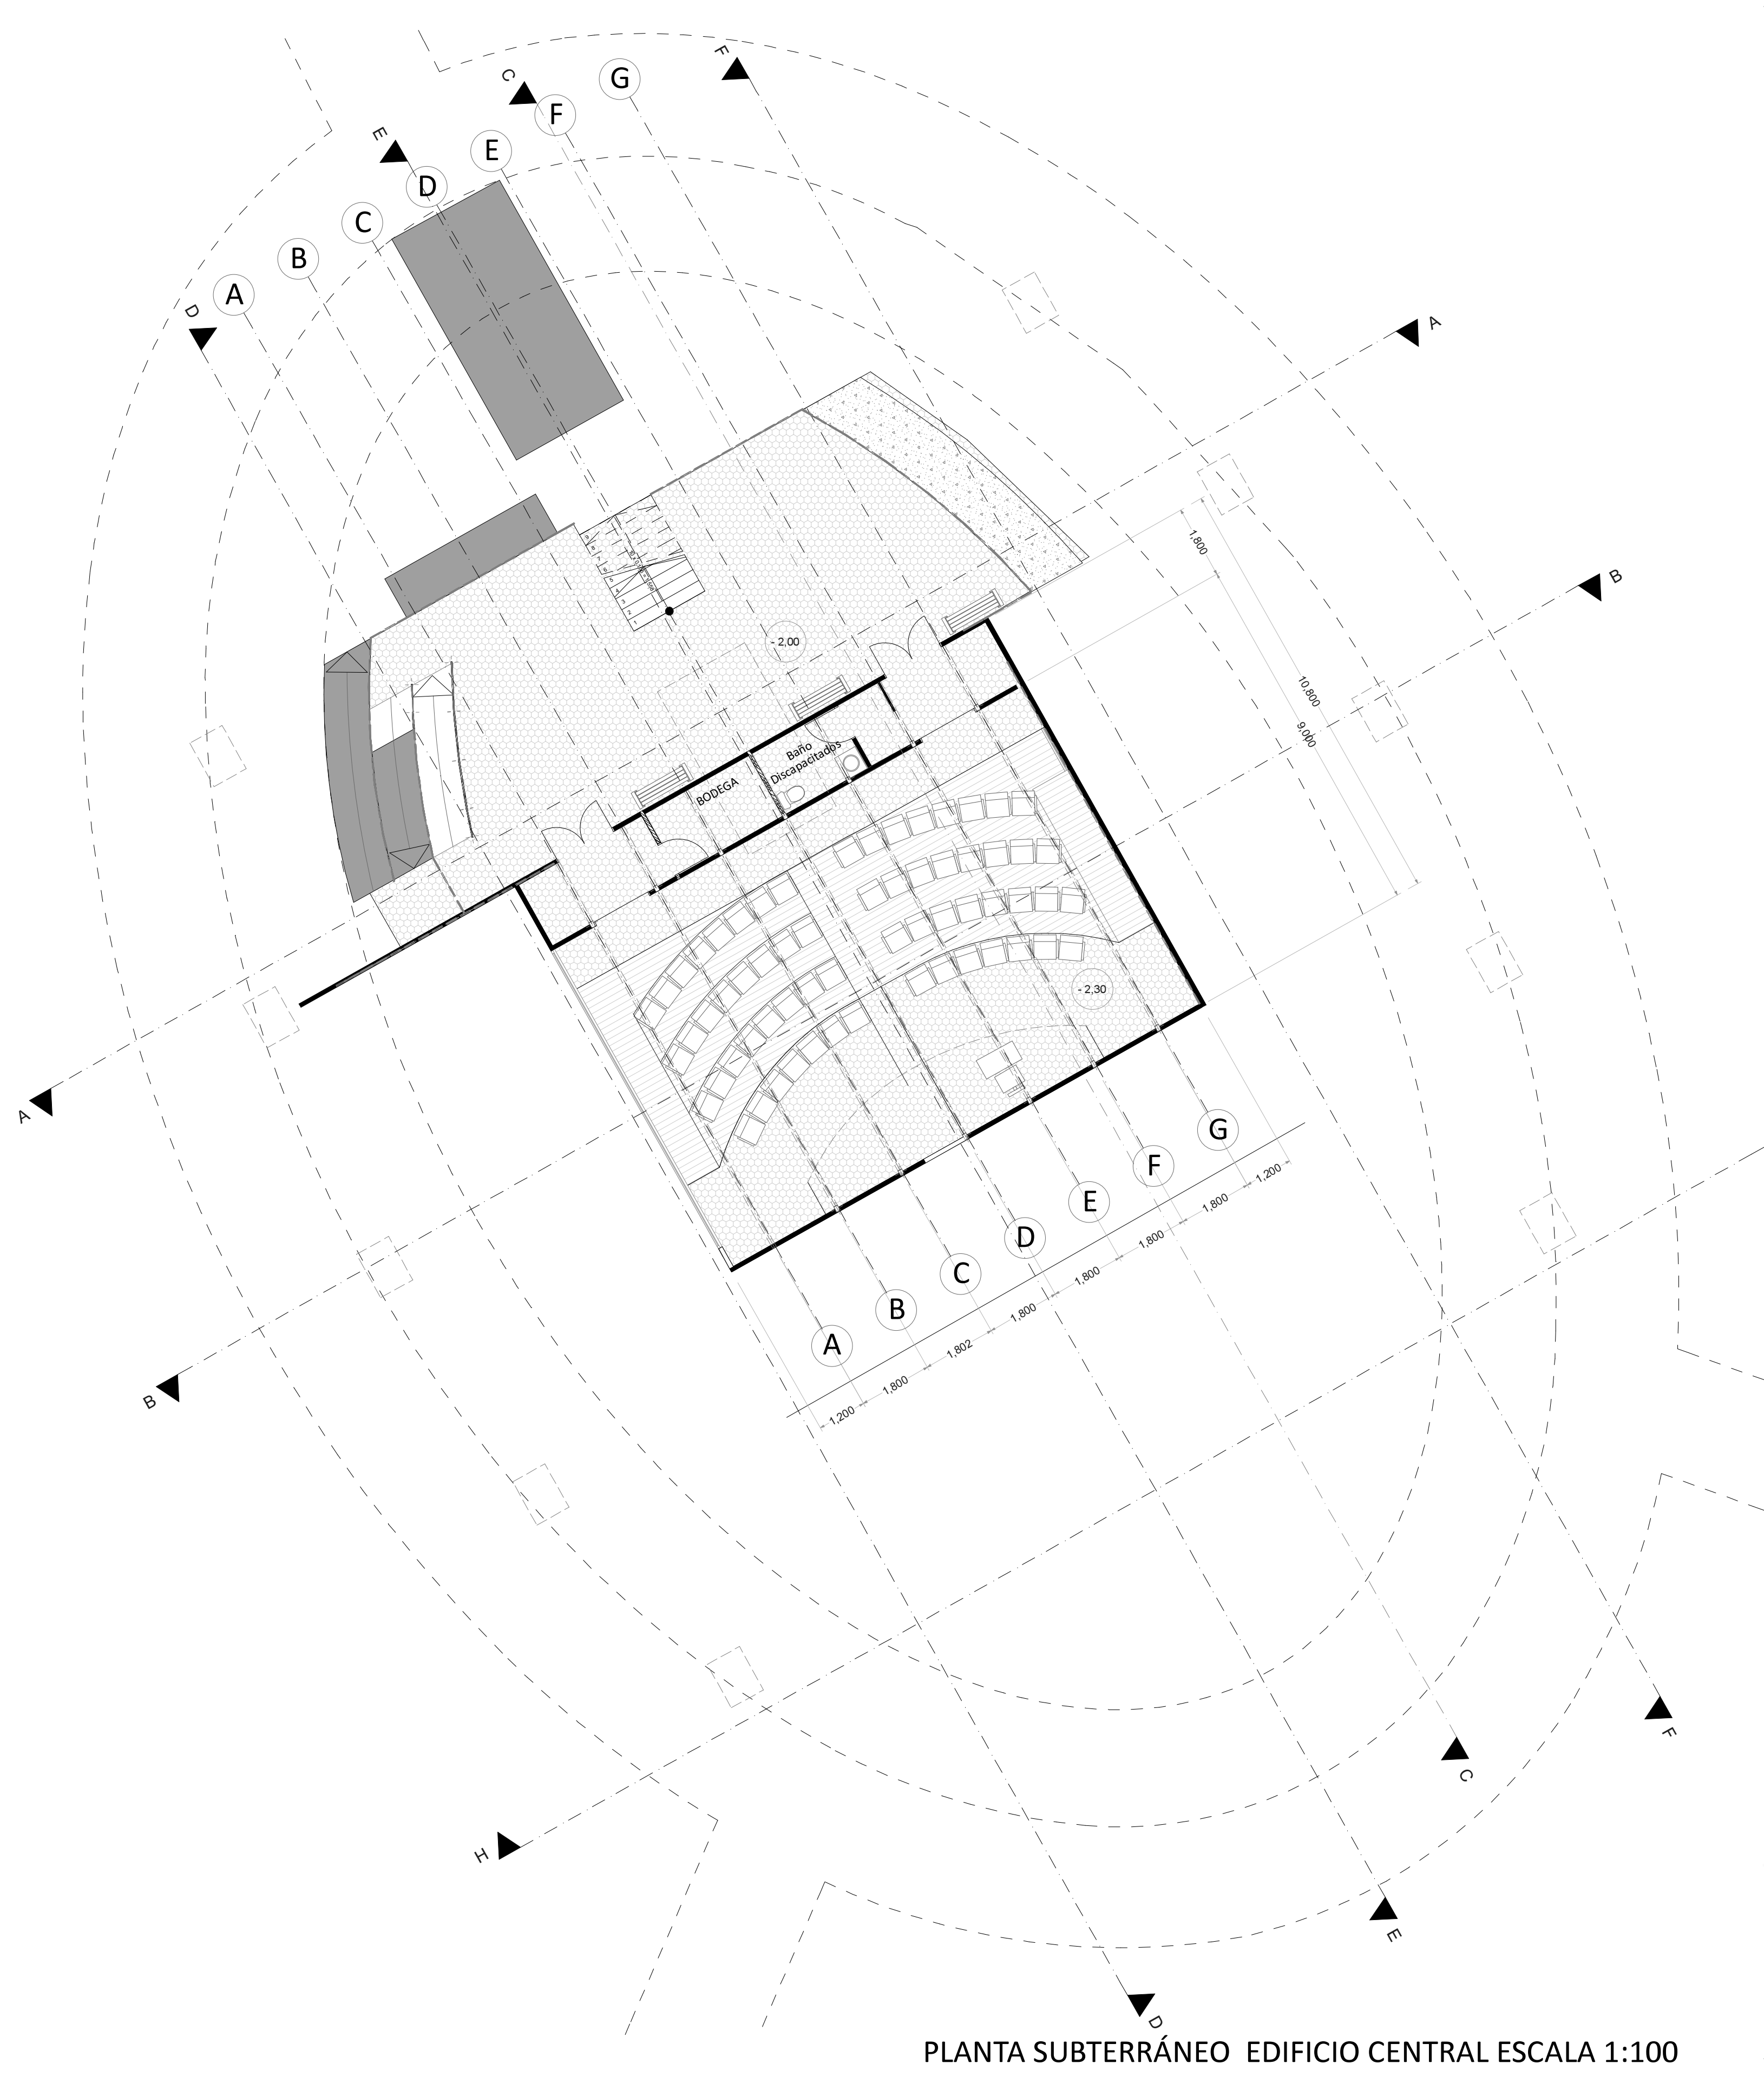 F
C
G
F
E
E
D
C
B
A
D
A
B
- 2,00
Baño
Discapacitados
BODEGA
1,800
10,800
9,000
- 2,30
A
B
G
F
E
D
C
B
A
1,200
1,800
1,800
1,800
1,800
1,802
1,800
1,200
H
F
C
E
D
PLANTA SUBTERRÁNEO EDIFICIO CENTRAL ESCALA 1:100